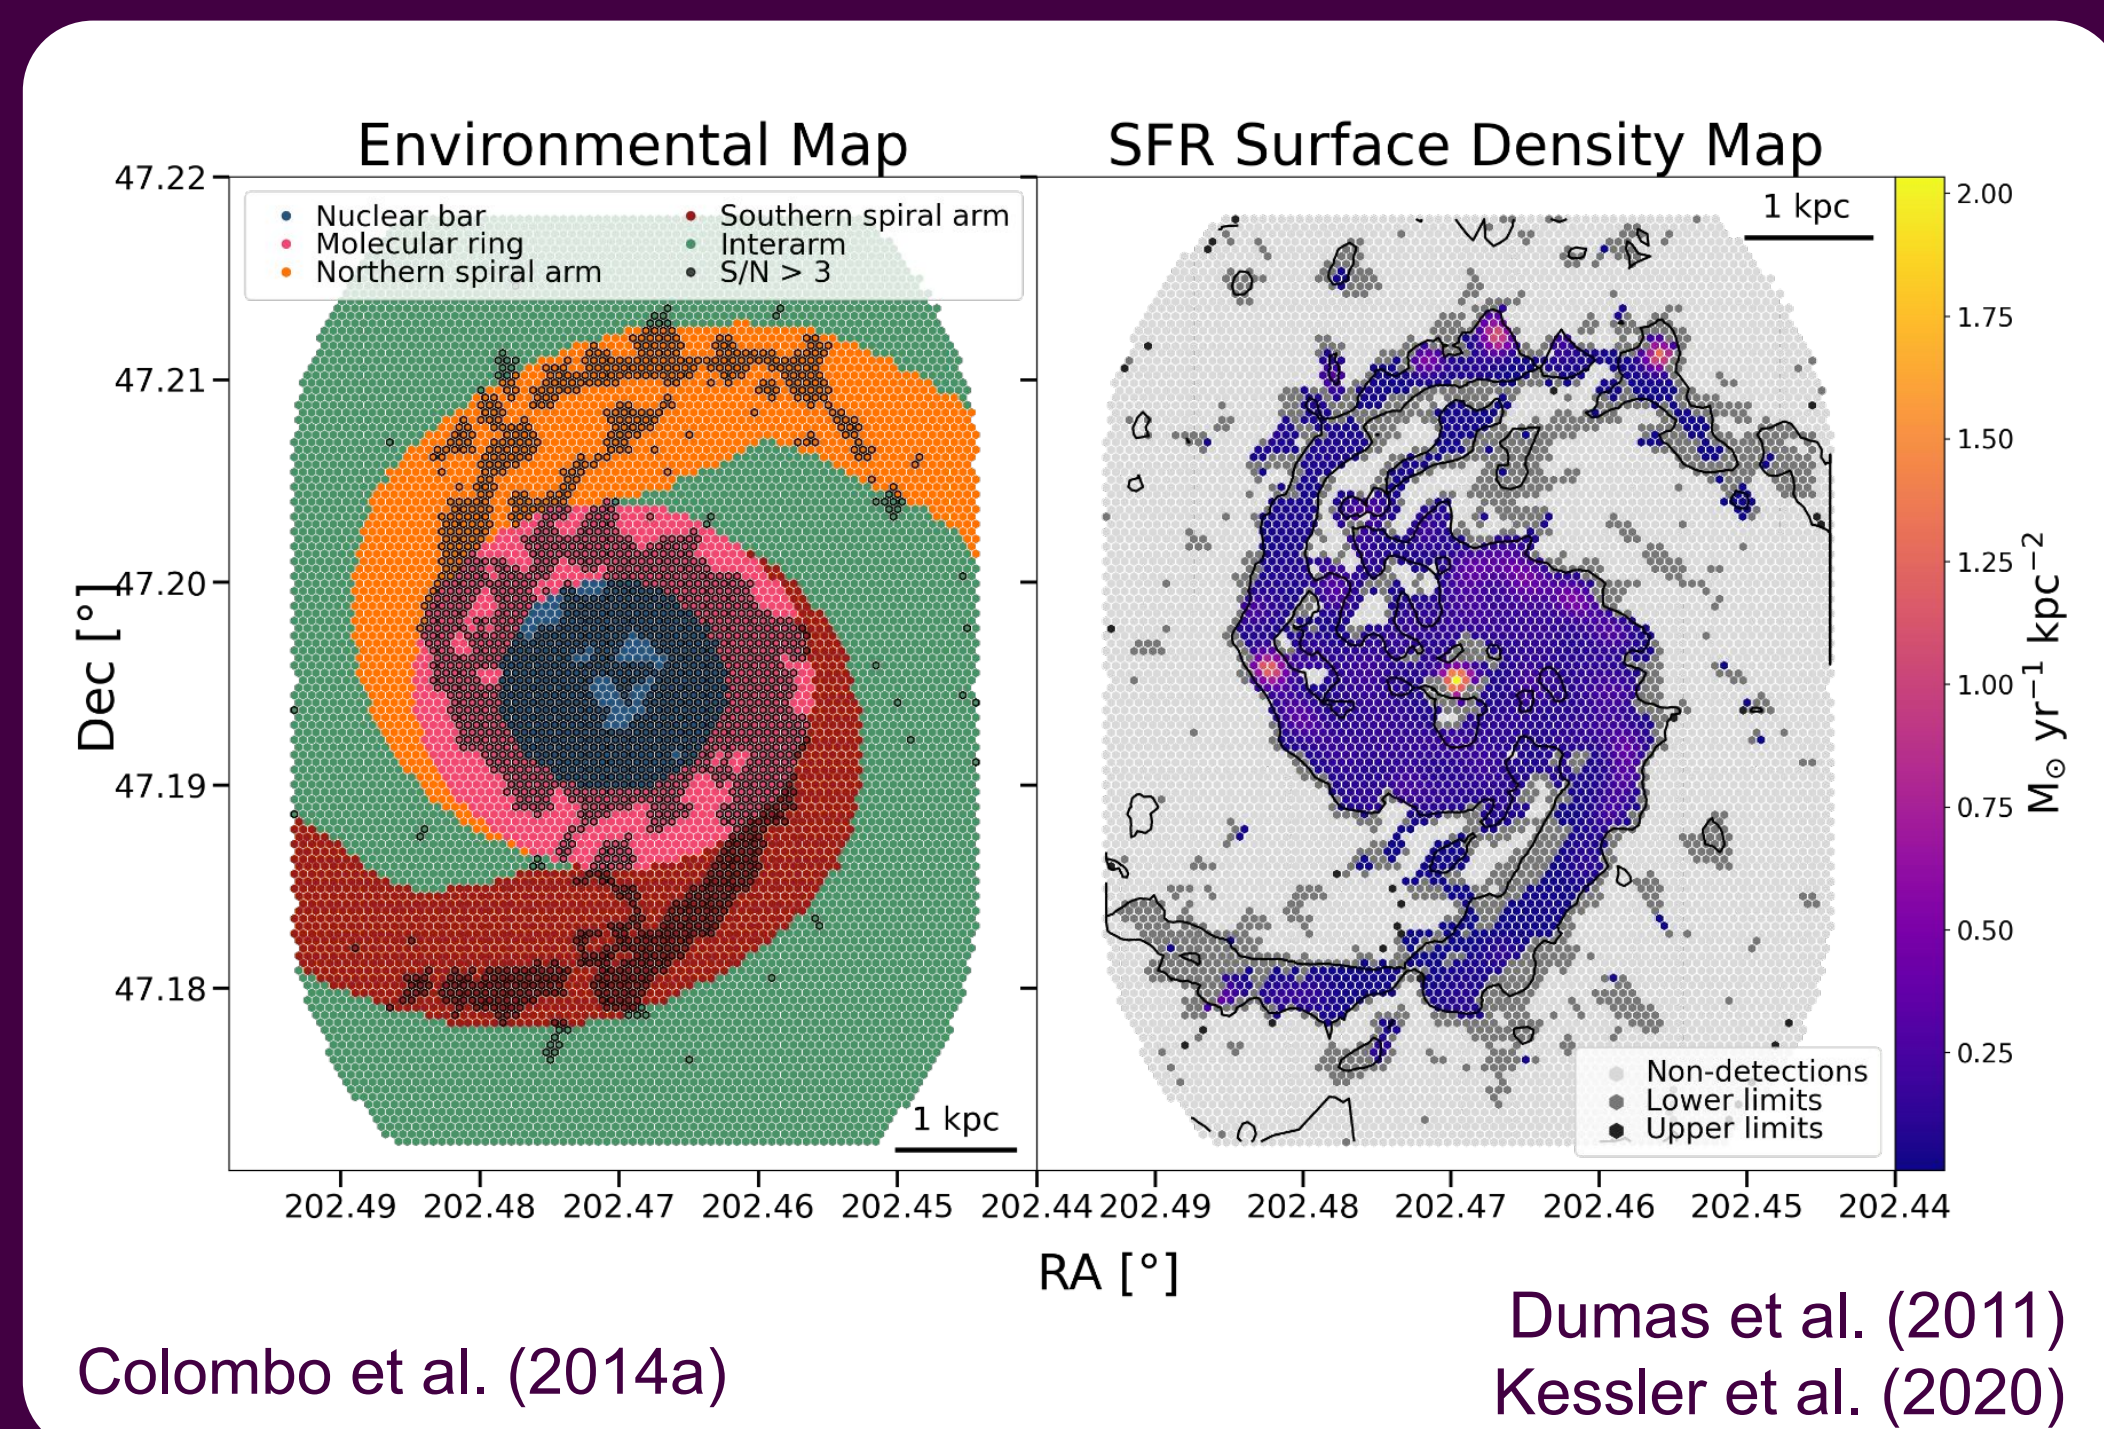 Environmental Map
SFR Surface Density Map
Nuclear bar
Molecular ring
Northern spiral arm
Southern spiral arm
Interarm
S/N > 3
1 kpc
47.22
47.21
47.20
47.19
47.18
Dec [°]
1 kpc
202.49 202.48 202.47 202.46 202.45 202.44
202.49 202.48 202.47 202.46 202.45 202.44
RA [°]
Non-detections
Lower limits
Upper limits
2.00
1.75
1.50
1.25
1.00
0.75
0.50
0.25
M⊙ yr⁻¹ kpc⁻²
Colombo et al. (2014a)
Dumas et al. (2011)
Kessler et al. (2020)